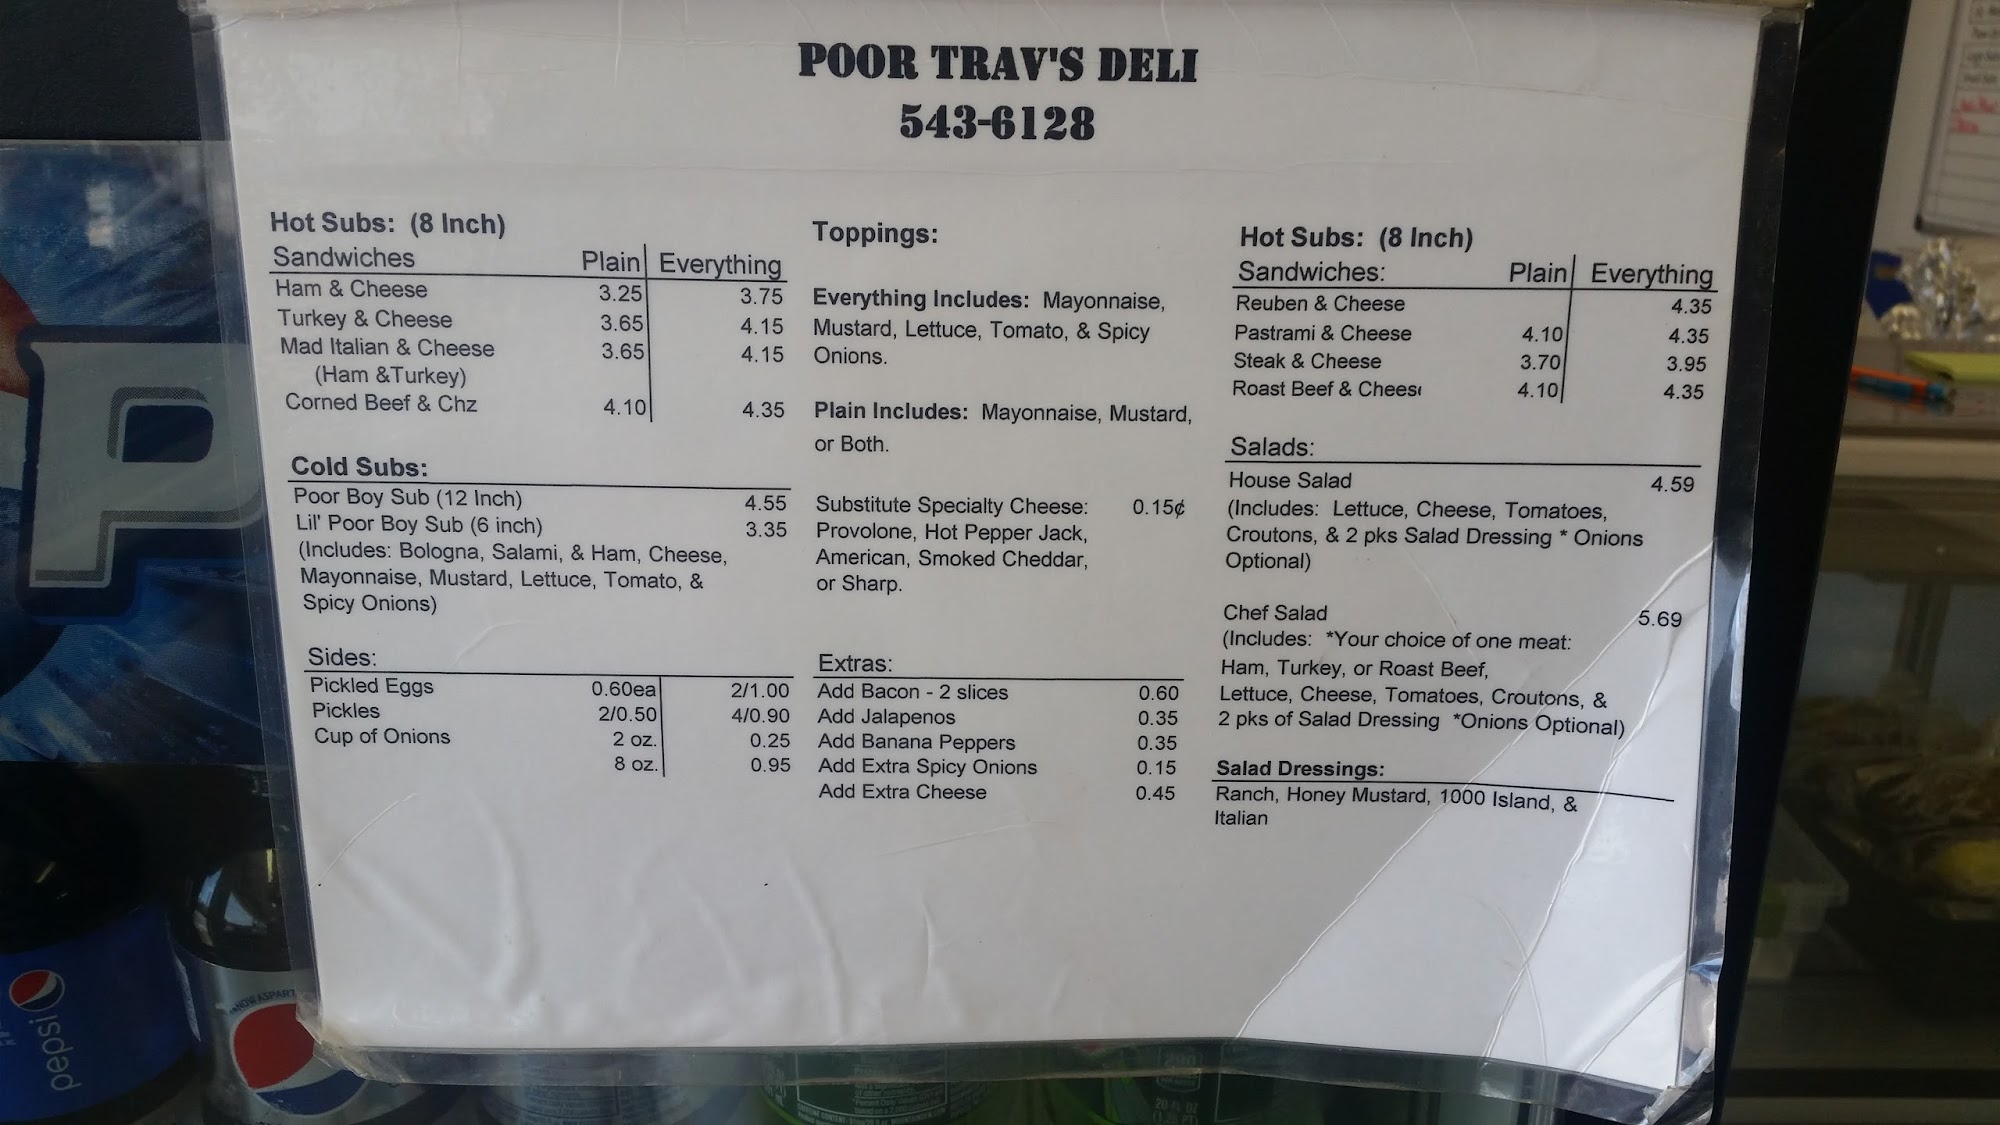 POOR TRAV'S DELI
543-6128
Hot Subs: (8 Inch)
Sandwiches Plain Everything
Ham & Cheese 3.25 3.75
Turkey & Cheese 3.65 4.15
Mad Italian & Cheese 3.65 4.15
(Ham &Turkey)
Corned Beef & Chz 4.10 4.35
Cold Subs:
Poor Boy Sub (12 Inch) 4.55
Lil' Poor Boy Sub (6 inch) 3.35
(Includes: Bologna, Salami, & Ham, Cheese,
Mayonnaise, Mustard, Lettuce, Tomato, &
Spicy Onions)
Sides:
Pickled Eggs 0.60ea 2/1.00
Pickles 2/0.50 4/0.90
Cup of Onions 2 oz. 0.25
8 oz. 0.95
Toppings:
Everything Includes: Mayonnaise,
Mustard, Lettuce, Tomato, & Spicy
Onions.
Plain Includes: Mayonnaise, Mustard,
or Both.
Substitute Specialty Cheese: 0.15¢
Provolone, Hot Pepper Jack,
American, Smoked Cheddar,
or Sharp.
Extras:
Add Bacon - 2 slices 0.60
Add Jalapenos 0.35
Add Banana Peppers 0.35
Add Extra Spicy Onions 0.15
Add Extra Cheese 0.45
Hot Subs: (8 Inch)
Sandwiches: Plain Everything
Reuben & Cheese 4.35
Pastrami & Cheese 4.10 4.35
Steak & Cheese 3.70 3.95
Roast Beef & Chees 4.10 4.35
Salads:
House Salad 4.59
(Includes: Lettuce, Cheese, Tomatoes,
Croutons, & 2 pks Salad Dressing * Onions
Optional)
Chef Salad 5.69
(Includes: *Your choice of one meat:
Ham, Turkey, or Roast Beef,
Lettuce, Cheese, Tomatoes, Croutons, &
2 pks of Salad Dressing *Onions Optional)
Salad Dressings:
Ranch, Honey Mustard, 1000 Island, &
Italian
P
pepsi